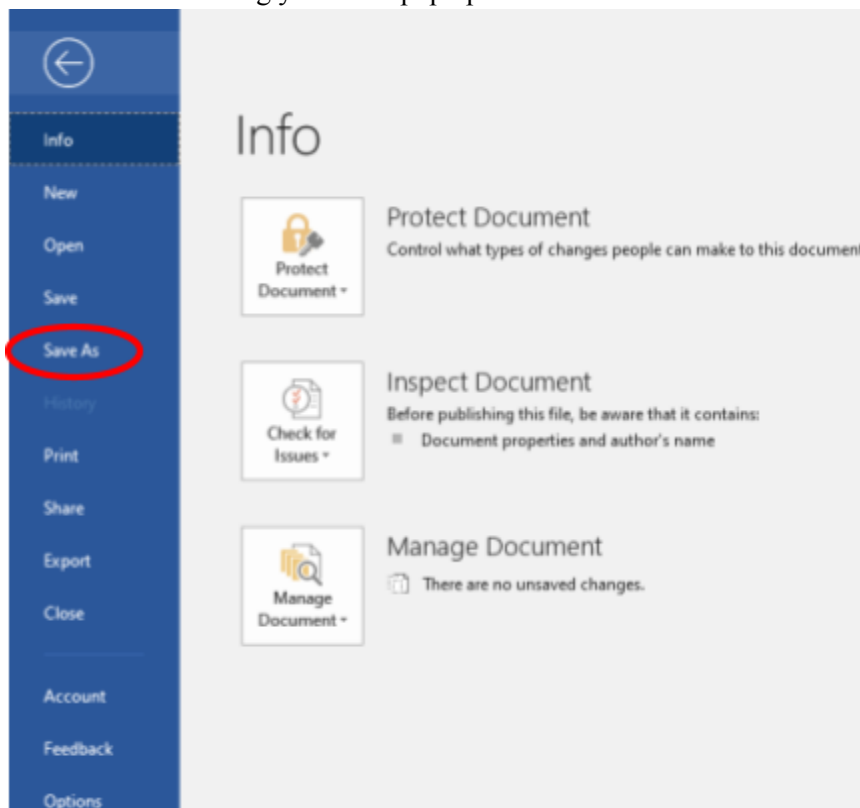 Info
New
Open
Save
Save As
History
Print
Share
Export
Close
Account
Feedback
Options
Info
Protect
Document
Protect Document
Control what types of changes people can make to this document
Check for
Issues
Inspect Document
Before publishing this file, be aware that it contains:
Document properties and author's name
Manage
Document
Manage Document
There are no unsaved changes.